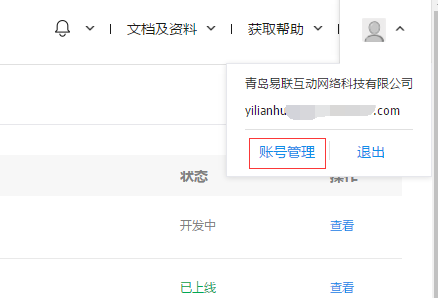 文档及资料 获取帮助
青岛易联互动网络科技有限公司
yilianhu .com
账号管理 退出
状态
开发中 查看
已上线 查看